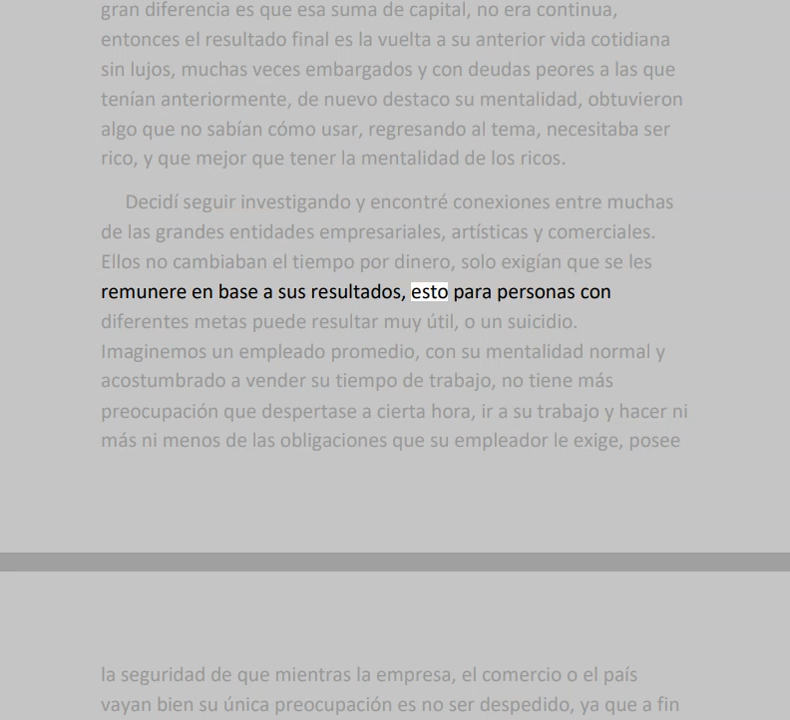 gran diferencia es que esa suma de capital, no era continua,
entonces el resultado final es la vuelta a su anterior vida cotidiana
sin lujos, muchas veces embargados y con deudas peores a las que
tenían anteriormente, de nuevo destaco su mentalidad, obtuvieron
algo que no sabían cómo usar, regresando al tema, necesitaba ser
rico, y que mejor que tener la mentalidad de los ricos.
Decidí seguir investigando y encontré conexiones entre muchas
de las grandes entidades empresariales, artísticas y comerciales.
Ellos no cambiaban el tiempo por dinero, solo exigían que se les
remunere en base a sus resultados, esto para personas con
diferentes metas puede resultar muy útil, o un suicidio.
Imaginemos un empleado promedio, con su mentalidad normal y
acostumbrado a vender su tiempo de trabajo, no tiene más
preocupación que despertase a cierta hora, ir a su trabajo y hacer ni
más ni menos de las obligaciones que su empleador le exige, posee
la seguridad de que mientras la empresa, el comercio o el país
vayan bien su única preocupación es no ser despedido, ya que a fin